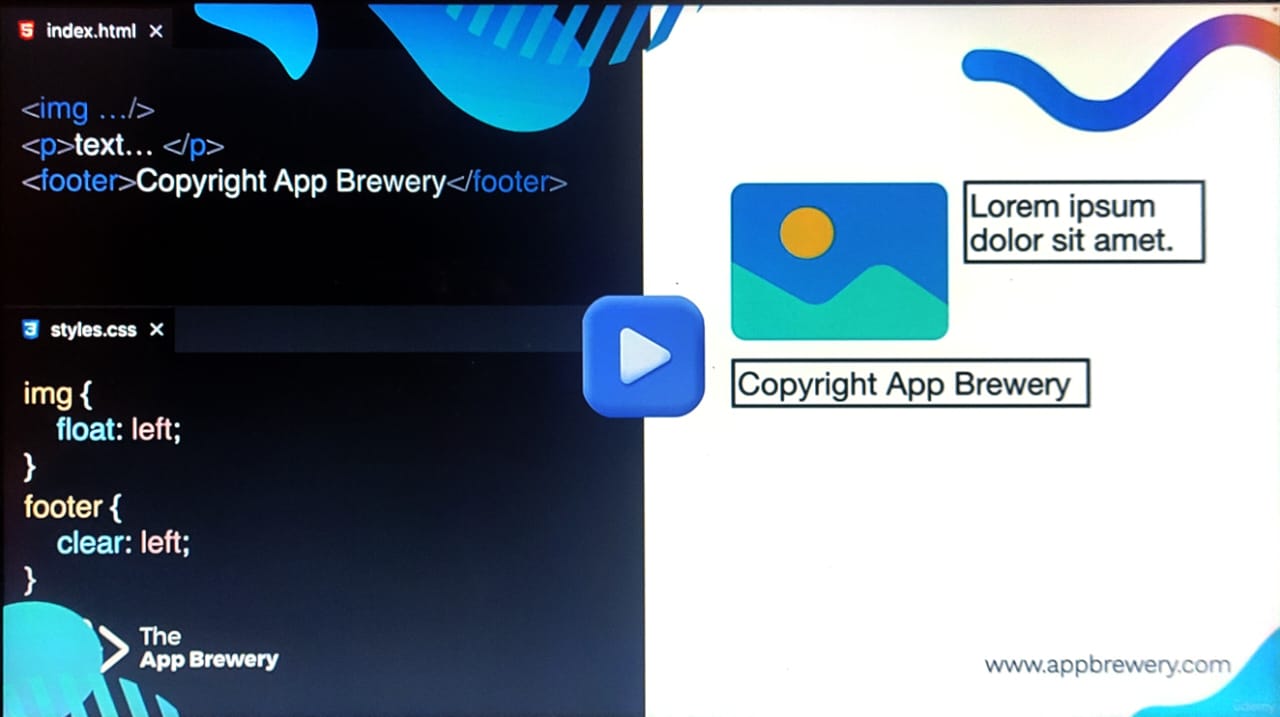 index.html
<img .../>
<p>text... </p>
<footer>Copyright App Brewery</footer>
styles.css
img {
float: left;
}
footer {
clear: left;
}
The
App Brewery
Lorem ipsum
dolor sit amet.
Copyright App Brewery
www.appbrewery.com
udemy